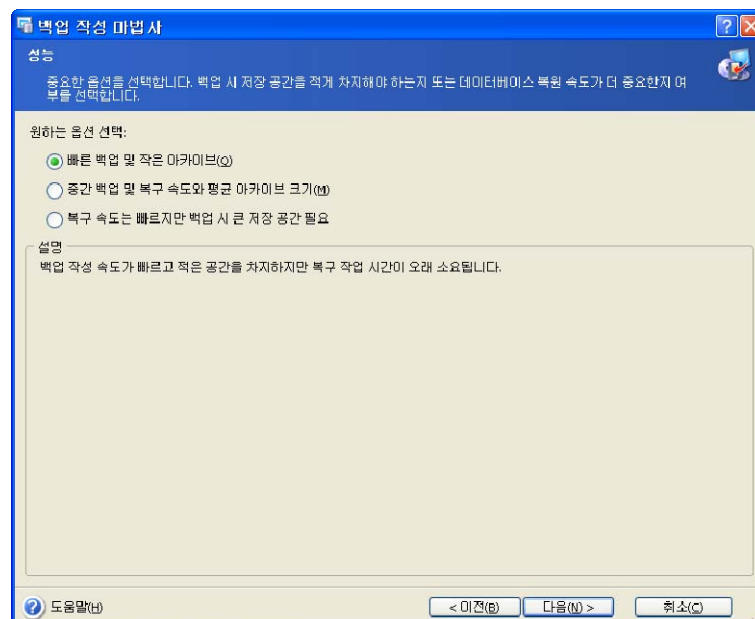 백업 작성 마법사
성능
중요한 옵션을 선택합니다. 백업 시 저장 공간을 적게 차지해야 하는지 또는 데이터베이스 복원 속도가 더 중요한지 여
부를 선택합니다.
원하는 옵션 선택:
빠른 백업 및 작은 아카이브(Q)
중간 백업 및 복구 속도와 평균 아카이브 크기(M)
복구 속도는 빠르지만 백업 시 큰 저장 공간 필요
설명
백업 작성 속도가 빠르고 적은 공간을 차지하지만 복구 작업 시간이 오래 소요됩니다.
도움말(H)
< 이전(B)
다음(N) >
취소(C)